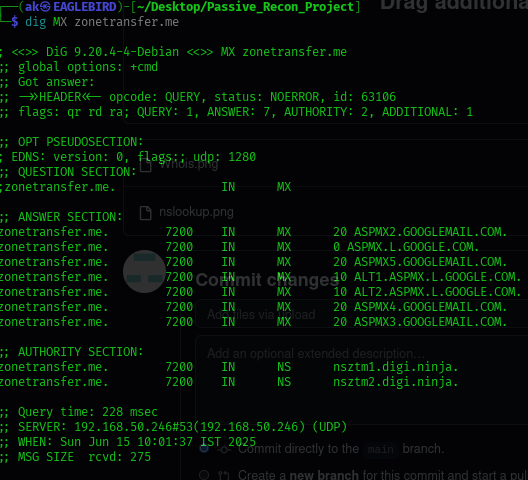 (ak㉿EAGLEBIRD)-[~/Desktop/Passive_Recon_Project]
$ dig MX zonetransfer.me
; <<>> DiG 9.20.4-4-Debian <<>> MX zonetransfer.me
;; global options: +cmd
;; Got answer:
;; ->>HEADER<<- opcode: QUERY, status: NOERROR, id: 63106
;; flags: qr rd ra; QUERY: 1, ANSWER: 7, AUTHORITY: 2, ADDITIONAL: 1
;; OPT PSEUDOSECTION:
; EDNS: version: 0, flags:; udp: 1280
whois.png
;; QUESTION SECTION:
;zonetransfer.me. IN MX
nslookup.png
;; ANSWER SECTION:
zonetransfer.me. 7200 IN MX 20 ASPMX2.GOOGLEMAIL.COM.
zonetransfer.me. 7200 IN MX 0 ASPMX.L.GOOGLE.COM.
zonetransfer.me. 7200 IN MX 20 ASPMX5.GOOGLEMAIL.COM.
zonetransfer.me. 7200 IN MX 10 ALT1.ASPMX.L.GOOGLE.COM.
zonetransfer.me. 7200 IN MX 10 ALT2.ASPMX.L.GOOGLE.COM.
zonetransfer.me. 7200 IN MX 20 ASPMX4.GOOGLEMAIL.COM.
zonetransfer.me. 7200 IN MX 20 ASPMX3.GOOGLEMAIL.COM.
;; AUTHORITY SECTION:
zonetransfer.me. 7200 IN NS nsztm1.digi.ninja.
zonetransfer.me. 7200 IN NS nsztm2.digi.ninja.
;; Query time: 228 msec
;; SERVER: 192.168.50.246#53(192.168.50.246) (UDP)
;; WHEN: Sun Jun 15 10:01:37 IST 2025
;; MSG SIZE rcvd: 275
Drag additional
Commit changes
Add files via upload
Add an optional extended description...
Commit directly to the main branch.
Create a new branch for this commit and start a pul